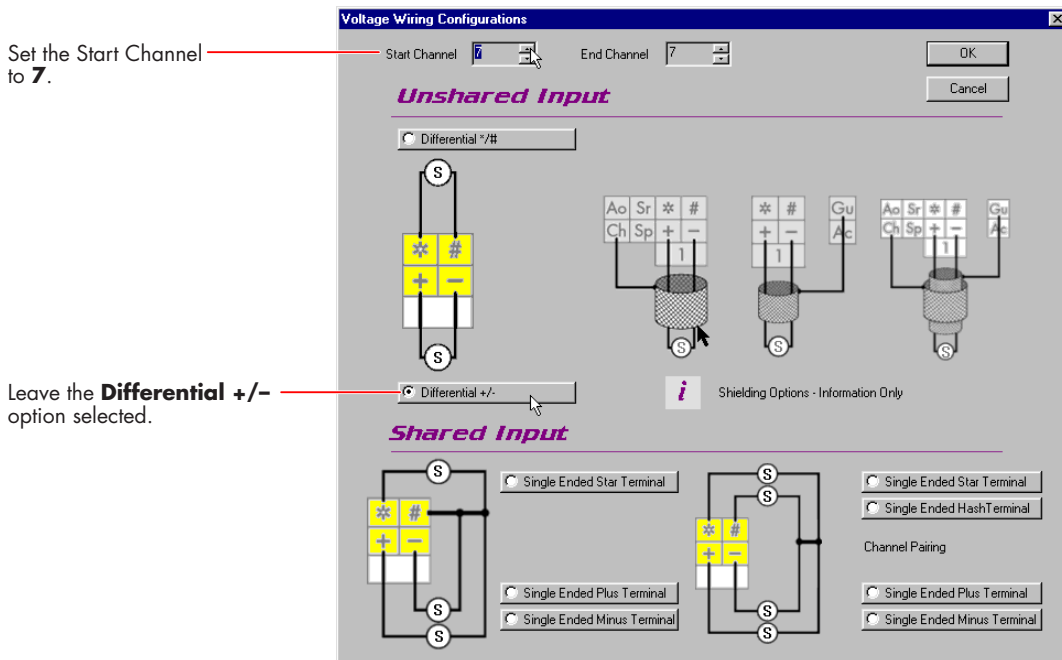 Voltage Wiring Configurations
Set the Start Channel
to 7.
Start Channel 7 End Channel 7 OK
Cancel
Unshared Input
Differential */#
S
* #
+ −
S
Ao Sr * #
Ch Sp + −
1
S
* # Gu
+ − Ac
1
S
Ao Sr * # Gu
Ch Sp + − Ac
1
S
Leave the Differential +/–
option selected.
Differential +/-
i Shielding Options - Information Only
Shared Input
S
Single Ended Star Terminal
* #
+ −
Single Ended Plus Terminal
S
Single Ended Minus Terminal
S
S
S
Single Ended Star Terminal
Single Ended HashTerminal
* #
+ −
Channel Pairing
Single Ended Plus Terminal
S
Single Ended Minus Terminal
S